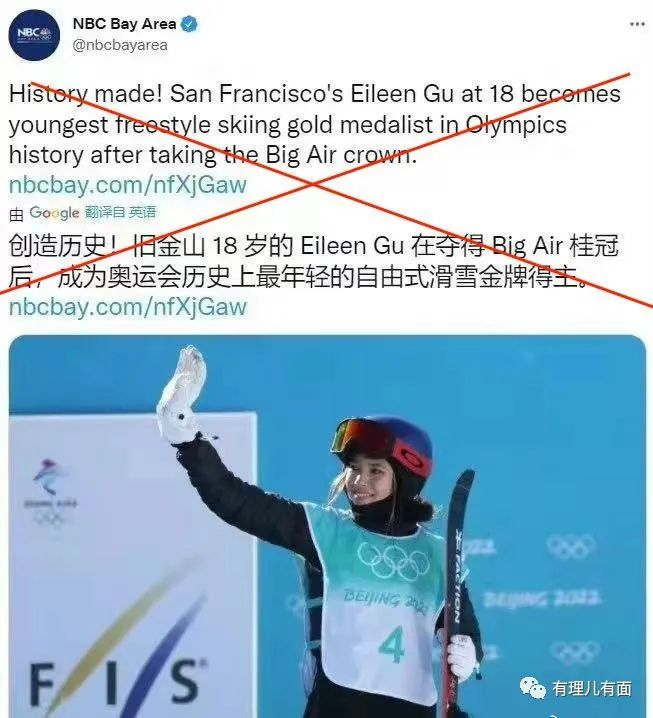 NBC
NBC Bay Area
@nbcbayarea
History made! San Francisco's Eileen Gu at 18 becomes
youngest freestyle skiing gold medalist in Olympics
history after taking the Big Air crown.
nbcbay.com/nfXjGaw
由 Google 翻译自 英语
创造历史！旧金山 18 岁的 Eileen Gu 在夺得 Big Air 桂冠
后，成为奥运会历史上最年轻的自由式滑雪金牌得主。
nbcbay.com/nfXjGaw
BEIJING 2022
4
FACTION
FIS
BEIJING 2022
有理儿有面